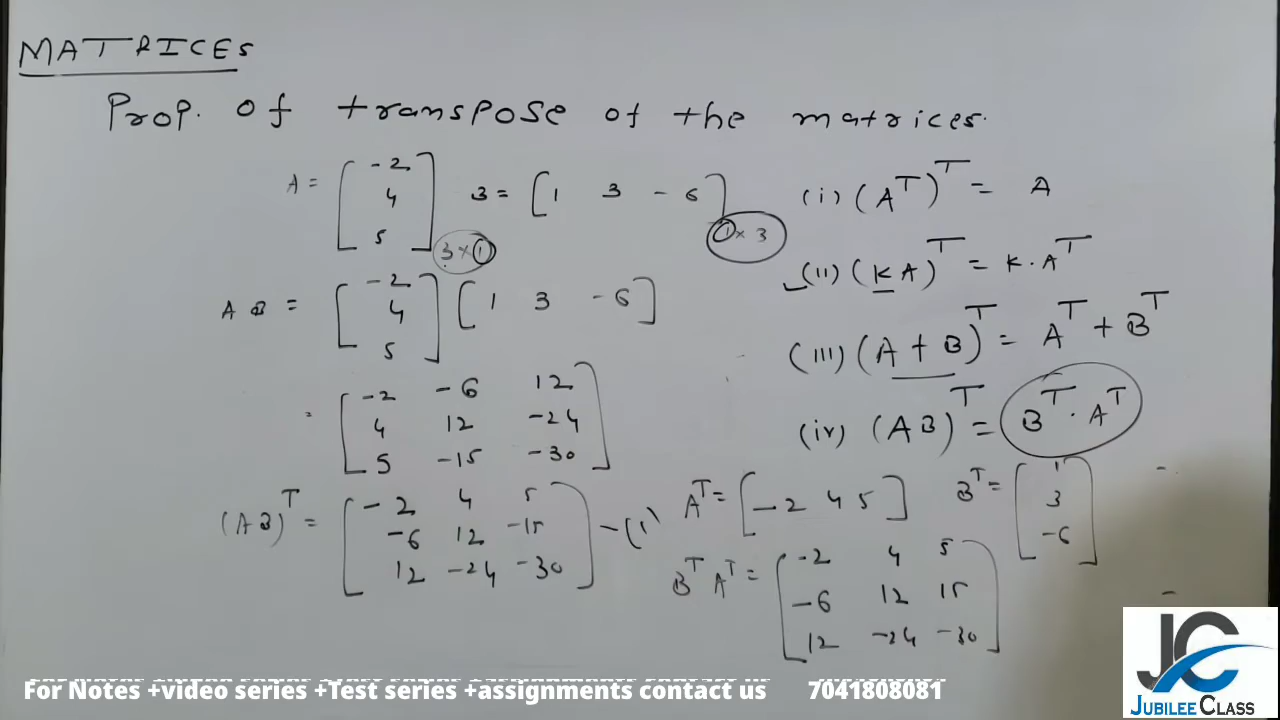 MATRICES
Prop. of transpose of the matrices.
A = [ -2 4 5 ] 3×1 B = [ 1 3 -6 ] 1×3
(i) (A^T)^T = A
(ii) (KA)^T = K·A^T
AB = [ -2 4 5 ] [ 1 3 -6 ]
(iii) (A + B)^T = A^T + B^T
= [ -2 -6 12
4 12 -24
5 -15 -30 ]
(iv) (AB)^T = B^T · A^T
(AB)^T = [ -2 4 5
-6 12 -15
12 -24 -30 ] -(1)
A^T = [ -2 4 5 ] B^T = [ 1 3 -6 ]
B^T A^T = [ -2 4 5
-6 12 15
12 -24 -30 ]
For Notes +video series +Test series +assignments contact us 7041808081
JC
JUBILEE CLASS